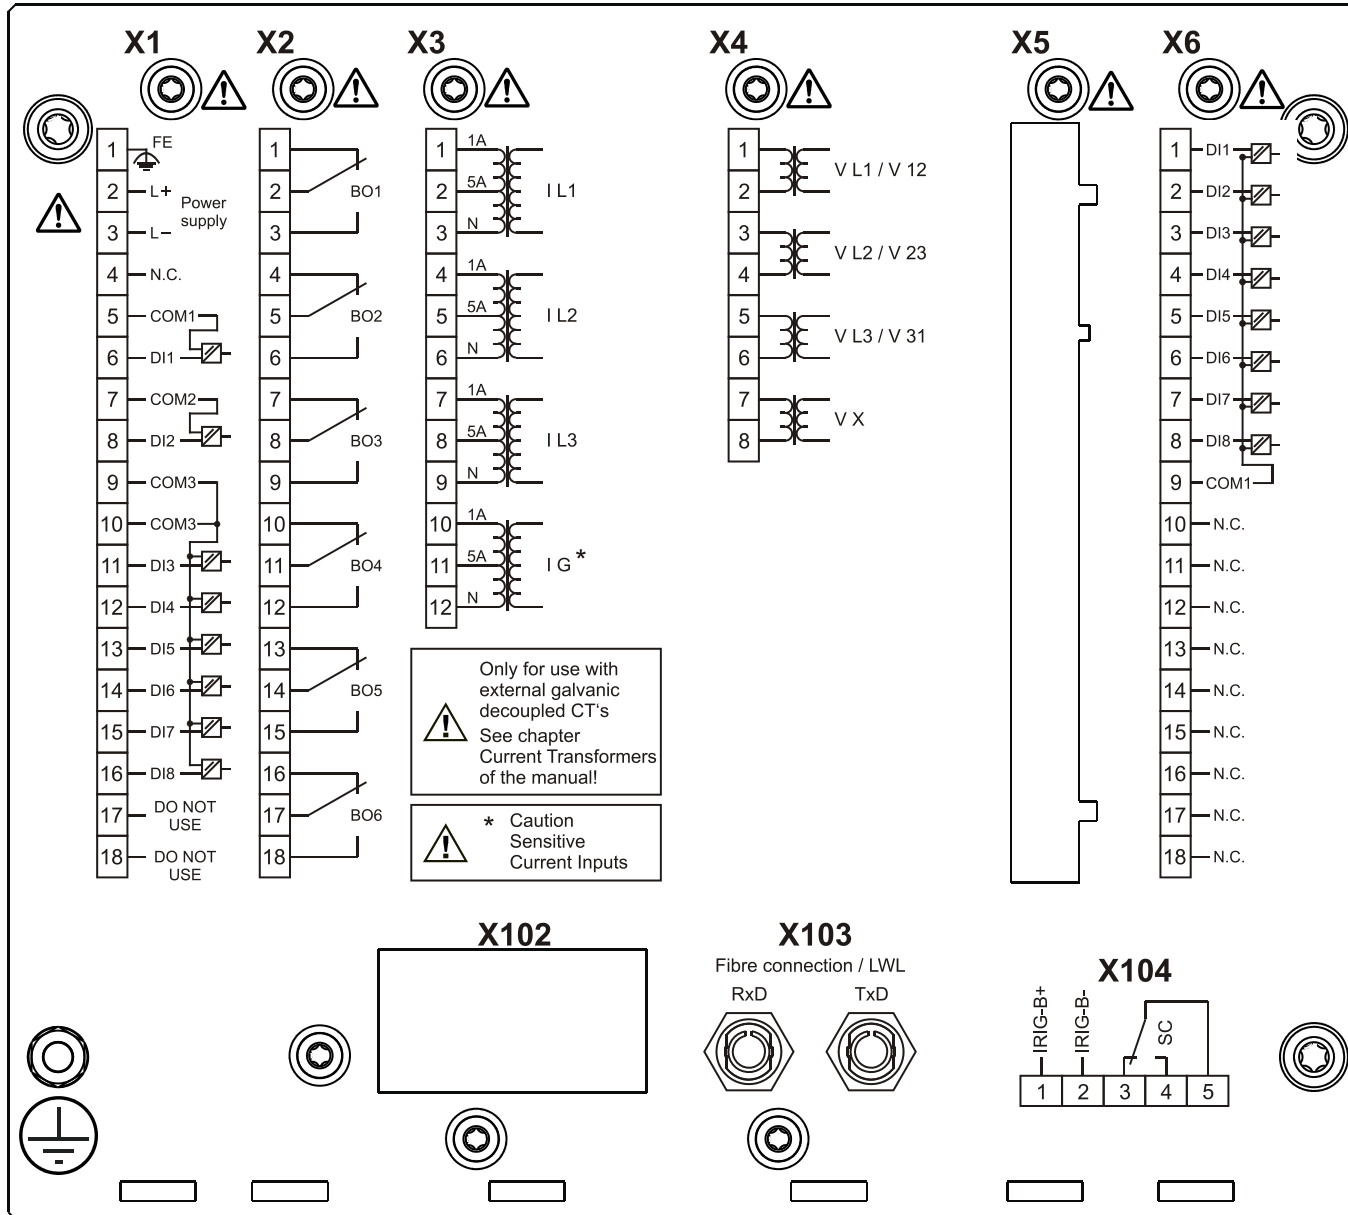 X1
X2
X3
X4
X5
X6
1 FE
2 L+
3 L–
Power
supply
4 N.C.
5 COM1
6 DI1
7 COM2
8 DI2
9 COM3
10 COM3
11 DI3
12 DI4
13 DI5
14 DI6
15 DI7
16 DI8
17 DO NOT
USE
18 DO NOT
USE
1
2 BO1
3
4
5 BO2
6
7
8 BO3
9
10
11 BO4
12
13
14 BO5
15
16
17 BO6
18
1 1A
2 5A I L1
3 N
4 1A
5 5A I L2
6 N
7 1A
8 5A I L3
9 N
10 1A
11 5A I G *
12 N
Only for use with
external galvanic
decoupled CT‘s
See chapter
Current Transformers
of the manual!
* Caution
Sensitive
Current Inputs
1
V L1 / V 12
2
3
V L2 / V 23
4
5
V L3 / V 31
6
7
V X
8
1 DI1
2 DI2
3 DI3
4 DI4
5 DI5
6 DI6
7 DI7
8 DI8
9 COM1
10 N.C.
11 N.C.
12 N.C.
13 N.C.
14 N.C.
15 N.C.
16 N.C.
17 N.C.
18 N.C.
X102
X103
Fibre connection / LWL
RxD TxD
X104
IRIG-B+
IRIG-B-
SC
1 2 3 4 5